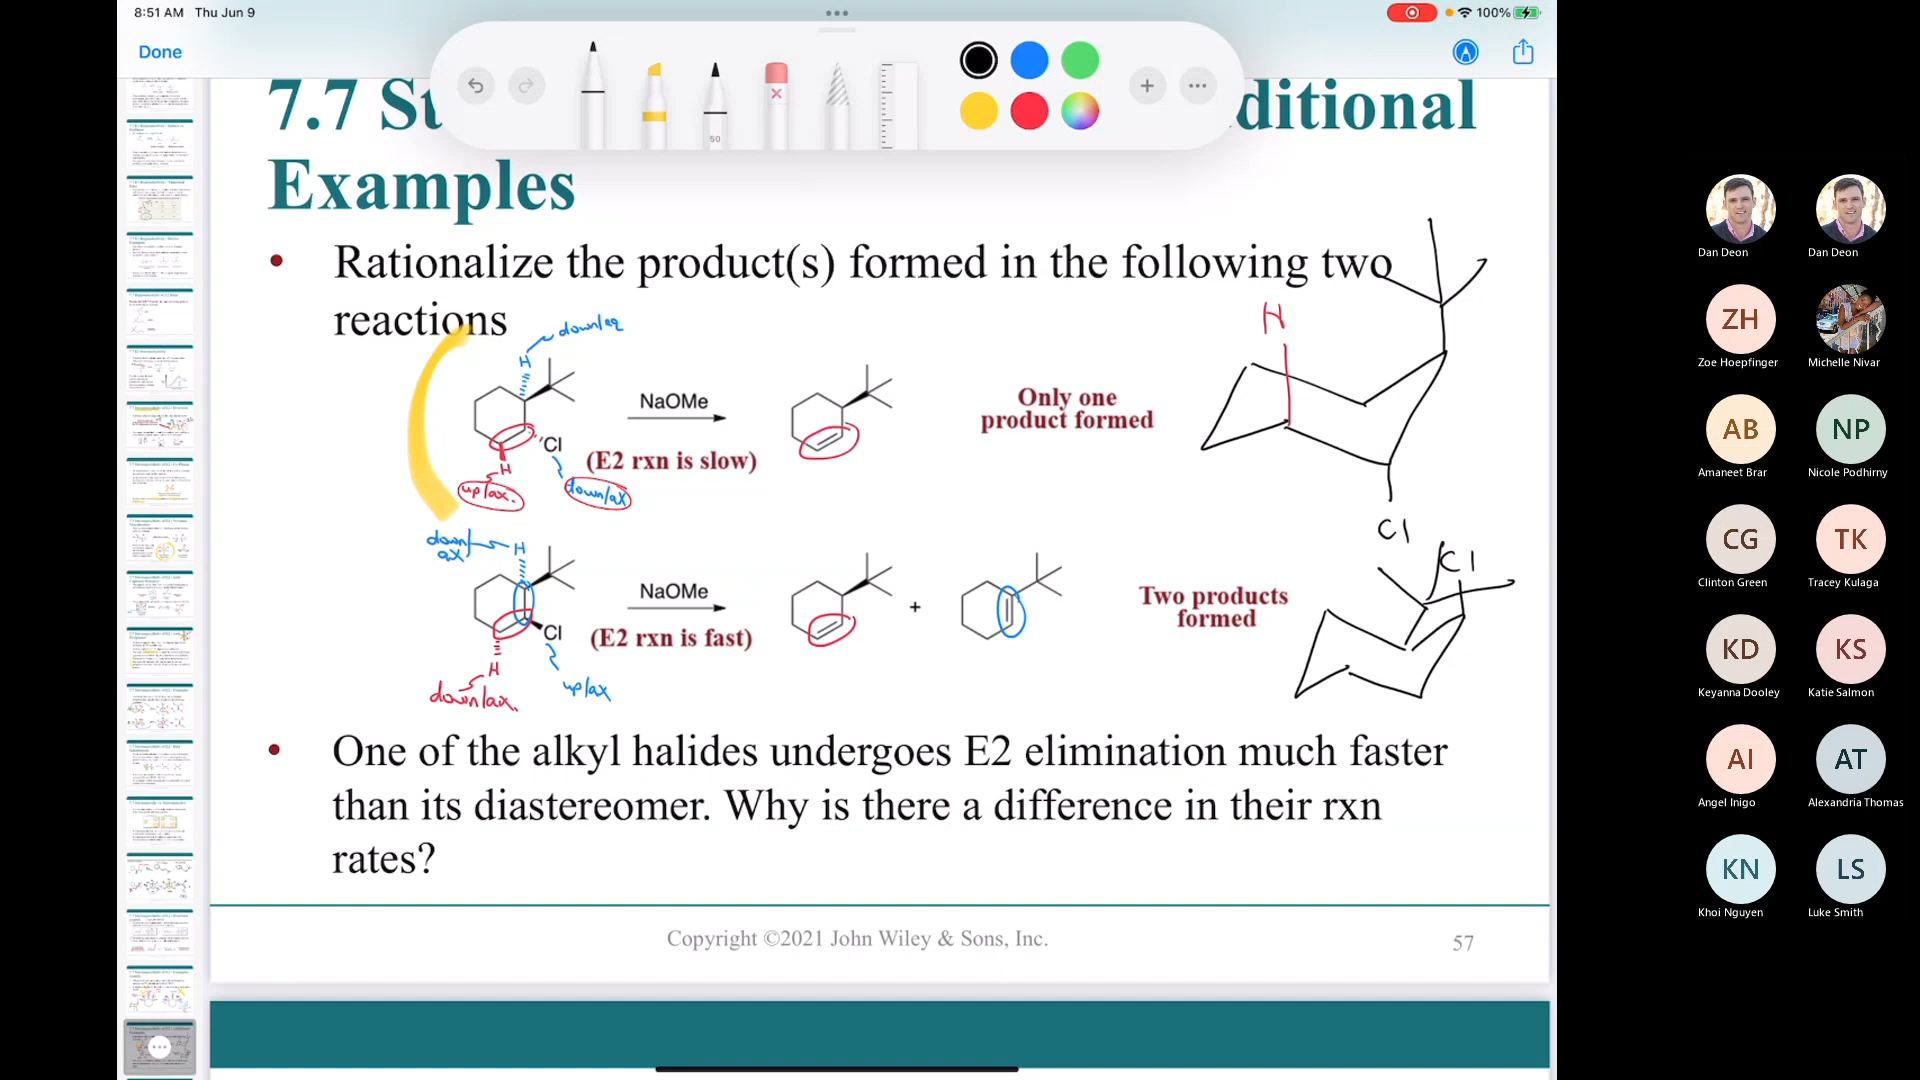 8:51 AM Thu Jun 9
100%
Done
50
7.7 St
ditional
Examples
• Rationalize the product(s) formed in the following two
reactions
H
down/eq
H
NaOMe
Only one
product formed
Cl
(E2 rxn is slow)
H
up/ax.
down/ax
Cl
down/
ax
H
Cl
NaOMe
+
Two products
formed
Cl
(E2 rxn is fast)
H
down/ax.
up/ax
• One of the alkyl halides undergoes E2 elimination much faster
than its diastereomer. Why is there a difference in their rxn
rates?
Copyright ©2021 John Wiley & Sons, Inc.
57
Dan Deon
Dan Deon
ZH
Zoe Hoepfinger
Michelle Nivar
AB
Amaneet Brar
NP
Nicole Podhirny
CG
Clinton Green
TK
Tracey Kulaga
KD
Keyanna Dooley
KS
Katie Salmon
AI
Angel Inigo
AT
Alexandria Thomas
KN
Khoi Nguyen
LS
Luke Smith